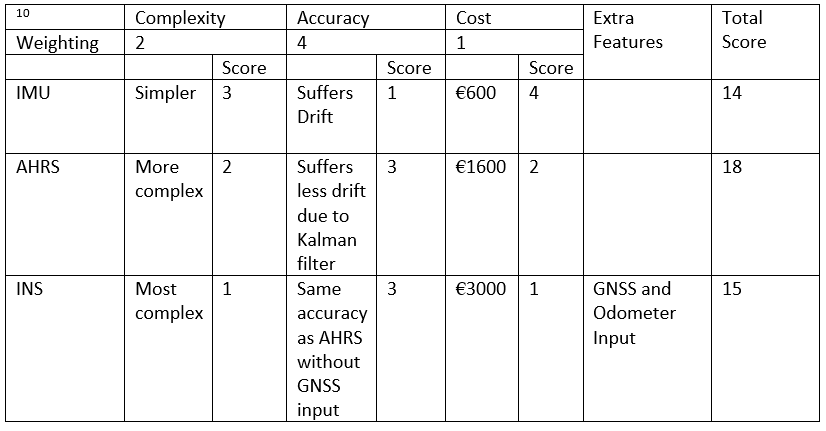 10 Complexity Accuracy Cost Extra Features Total Score
Weighting 2 4 1
Score Score Score
IMU Simpler 3 Suffers Drift 1 €600 4 14
AHRS More complex 2 Suffers less drift due to Kalman filter 3 €1600 2 18
INS Most complex 1 Same accuracy as AHRS without GNSS input 3 €3000 1 GNSS and Odometer Input 15